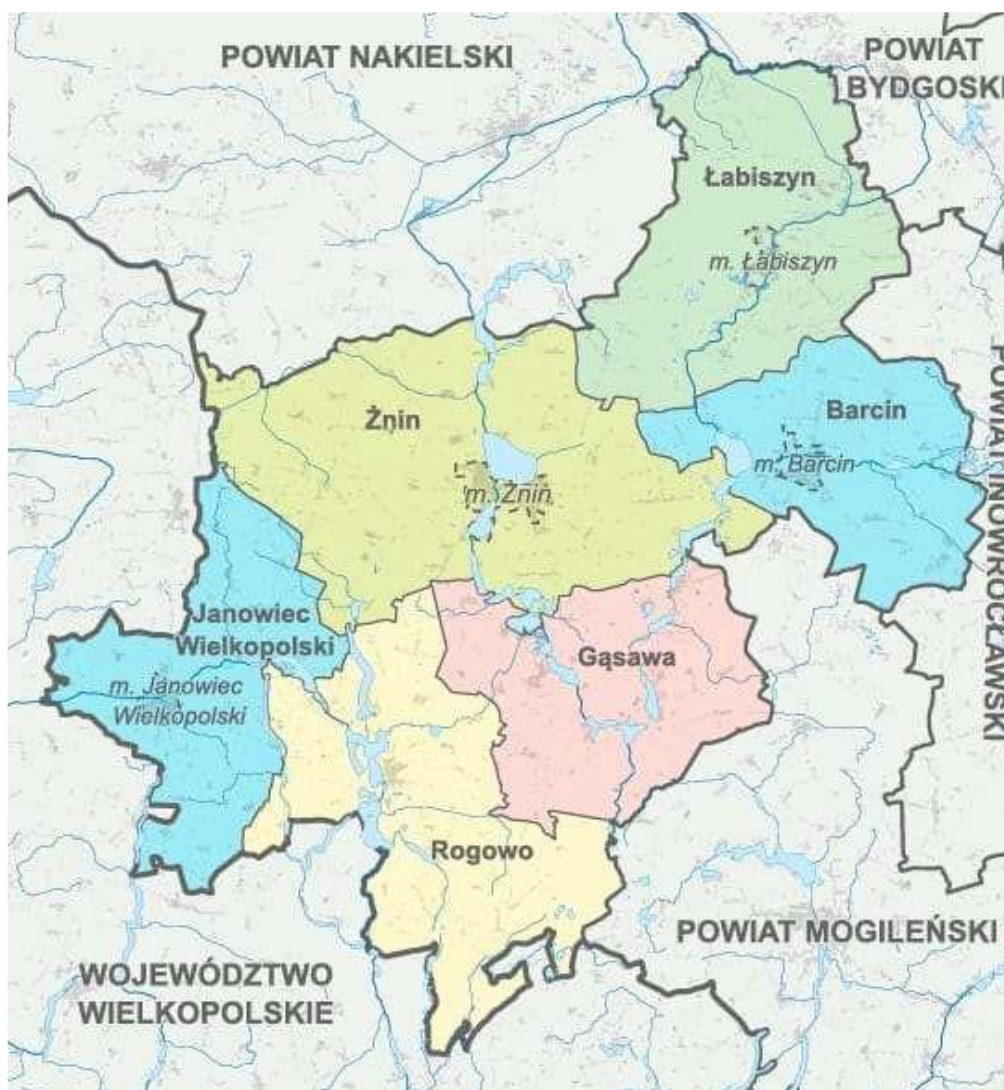 POWIAT NAKIELSKI
POWIAT
BYDGOSKI
Łabiszyn
m. Łabiszyn
Żnin
Barcin
m. Barcin
m. Żnin
POWIAT INOWROCŁAWSKI
Janowiec
Wielkopolski
Gąsawa
m. Janowiec
Wielkopolski
Rogowo
POWIAT MOGILEŃSKI
WOJEWÓDZTWO
WIELKOPOLSKIE